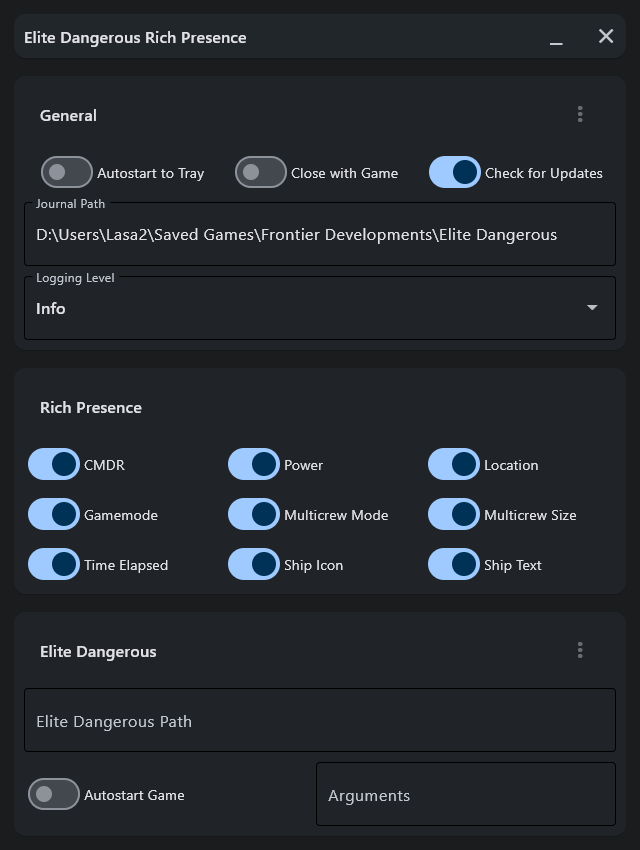 Elite Dangerous Rich Presence
General
Autostart to Tray
Close with Game
Check for Updates
Journal Path
D:\Users\Lasa2\Saved Games\Frontier Developments\Elite Dangerous
Logging Level
Info
Rich Presence
CMDR
Power
Location
Gamemode
Multicrew Mode
Multicrew Size
Time Elapsed
Ship Icon
Ship Text
Elite Dangerous
Elite Dangerous Path
Autostart Game
Arguments